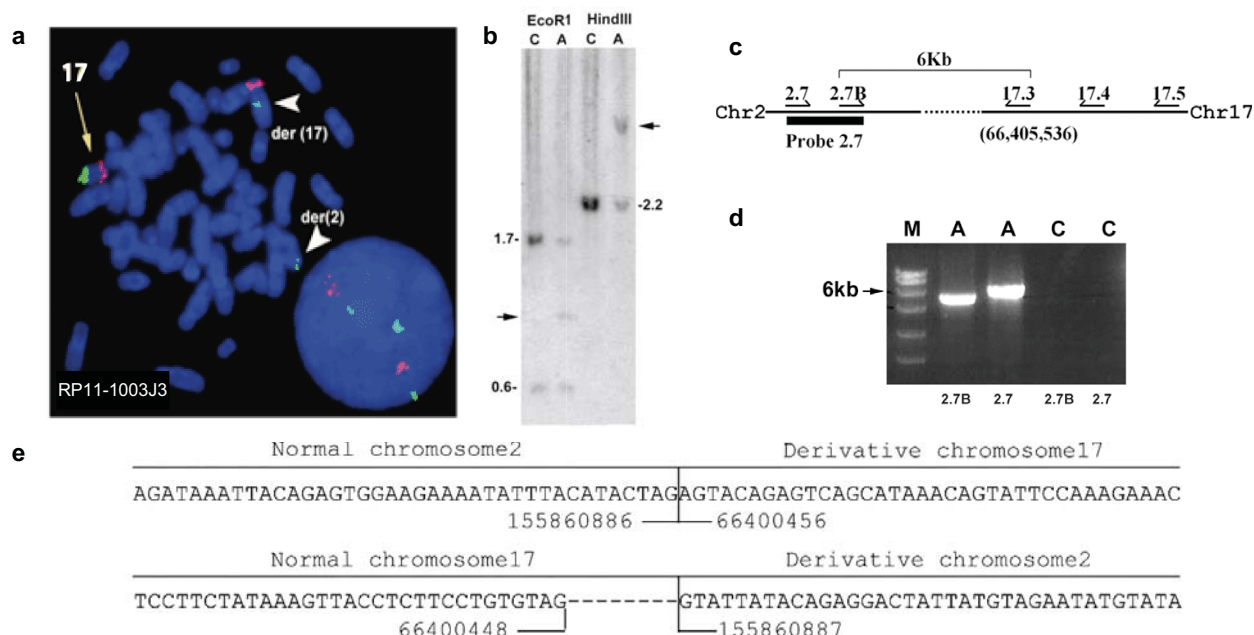 a
17
der (17)
der(2)
RP11-1003J3
b
EcoR1 HindIII
C A C A
-2.2
1.7-
0.6-
c
6Kb
2.7 2.7B 17.3 17.4 17.5
Chr2 Chr17
Probe 2.7 (66,405,536)
d
M A A C C
6kb
2.7B 2.7 2.7B 2.7
e
Normal chromosome2 Derivative chromosome17
AGATAAATTACAGAGTGGAAGAAAATATTTACATACTAGAGTACAGAGTCAGCATAAACAGTATTCCAAAGAAAC
155860886 66400456
Normal chromosome17 Derivative chromosome2
TCCTTCTATAAAGTTACCTCTTCCTGTGTAG--------GTATTATACAGAGGACTATTATGTAGAATATGTATA
66400448 155860887